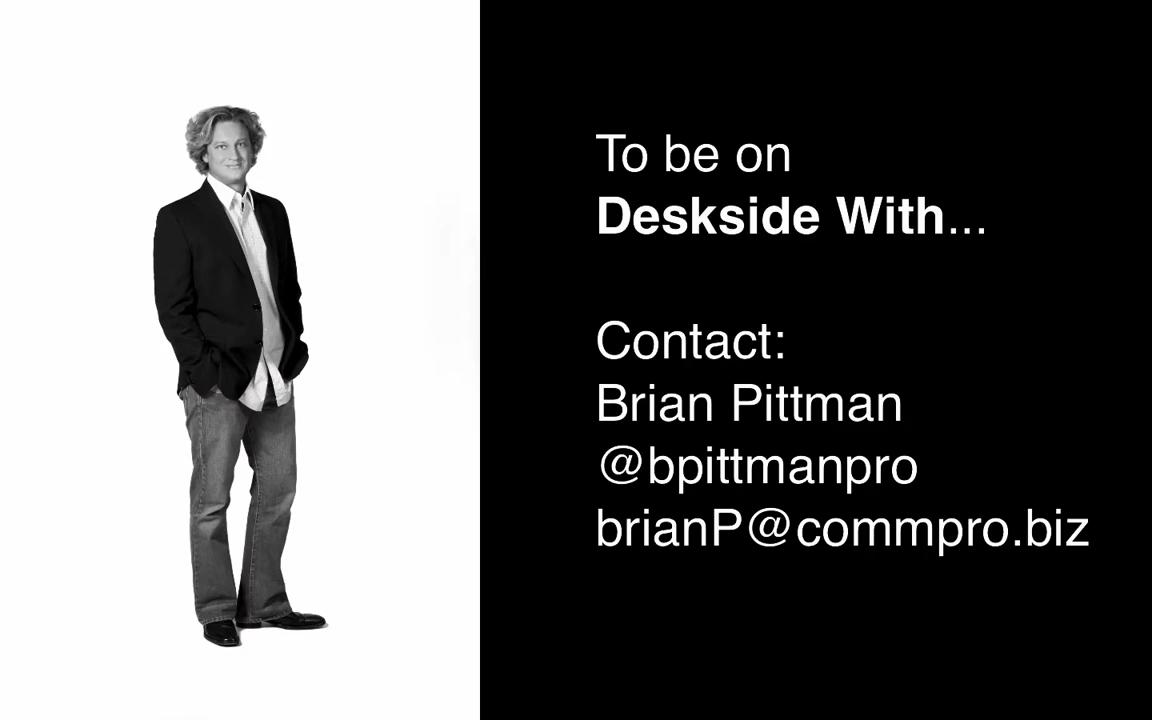 To be on
Deskside With...
Contact:
Brian Pittman
@bpittmanpro
brianP@commpro.biz